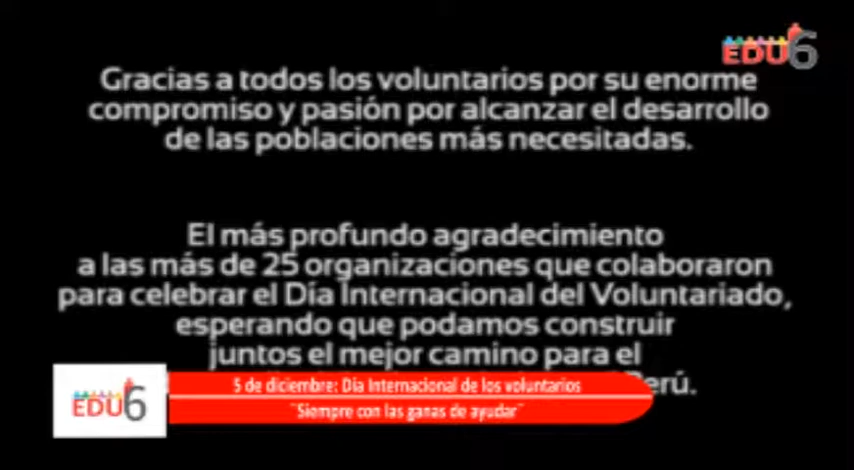 EDU6
Gracias a todos los voluntarios por su enorme
compromiso y pasión por alcanzar el desarrollo
de las poblaciones más necesitadas.
El más profundo agradecimiento
a las más de 25 organizaciones que colaboraron
para celebrar el Día Internacional del Voluntariado,
esperando que podamos construir
juntos el mejor camino para el
Perú.
EDU6
5 de diciembre: Día Internacional de los voluntarios
¨Siempre con las ganas de ayudar¨